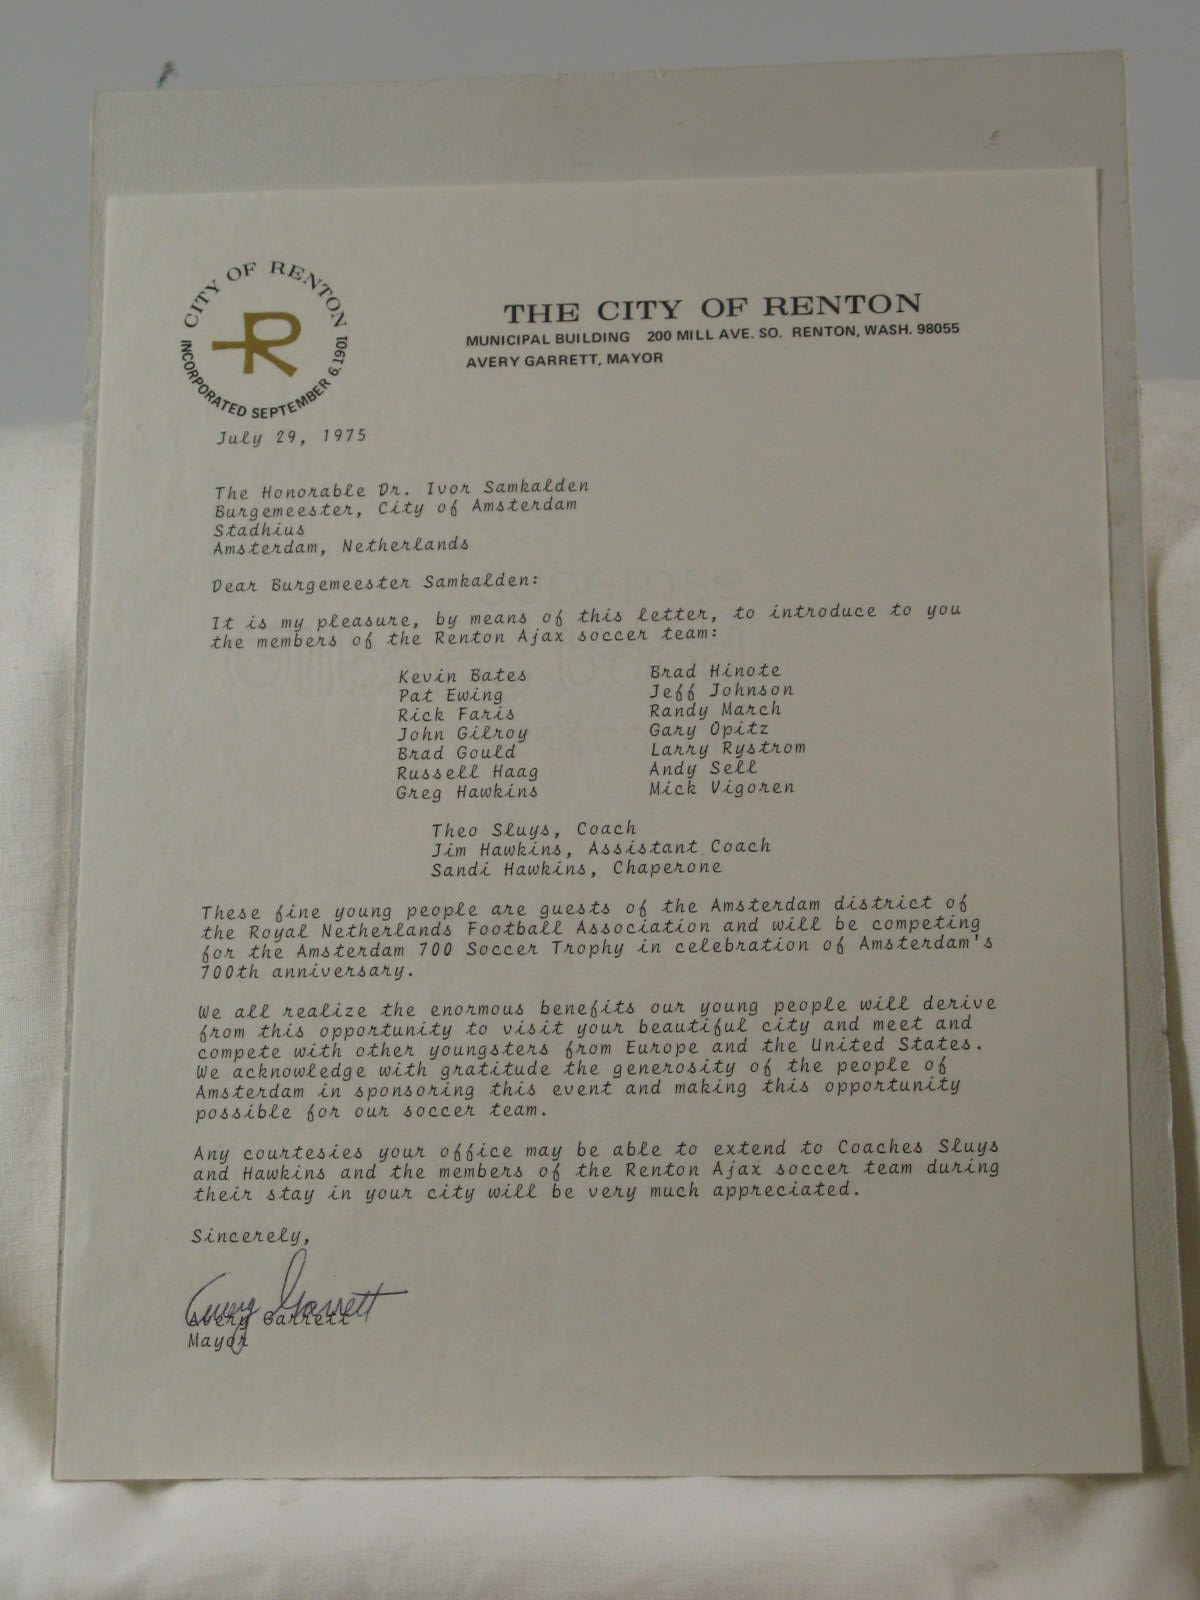 CITY OF RENTON
R
INCORPORATED SEPTEMBER 6, 1901
THE CITY OF RENTON
MUNICIPAL BUILDING 200 MILL AVE. SO. RENTON, WASH. 98055
AVERY GARRETT, MAYOR
July 29, 1975
The Honorable Dr. Ivor Samkalden
Burgemeester, City of Amsterdam
Stadhius
Amsterdam, Netherlands
Dear Burgemeester Samkalden:
It is my pleasure, by means of this letter, to introduce to you
the members of the Renton Ajax soccer team:
Kevin Bates
Pat Ewing
Rick Faris
John Gilroy
Brad Gould
Russell Haag
Greg Hawkins
Brad Hinote
Jeff Johnson
Randy March
Gary Opitz
Larry Rystrom
Andy Sell
Mick Vigoren
Theo Sluys, Coach
Jim Hawkins, Assistant Coach
Sandi Hawkins, Chaperone
These fine young people are guests of the Amsterdam district of
the Royal Netherlands Football Association and will be competing
for the Amsterdam 700 Soccer Trophy in celebration of Amsterdam's
700th anniversary.
We all realize the enormous benefits our young people will derive
from this opportunity to visit your beautiful city and meet and
compete with other youngsters from Europe and the United States.
We acknowledge with gratitude the generosity of the people of
Amsterdam in sponsoring this event and making this opportunity
possible for our soccer team.
Any courtesies your office may be able to extend to Coaches Sluys
and Hawkins and the members of the Renton Ajax soccer team during
their stay in your city will be very much appreciated.
Sincerely,
Avery Garrett
Avery Garrett
Mayor